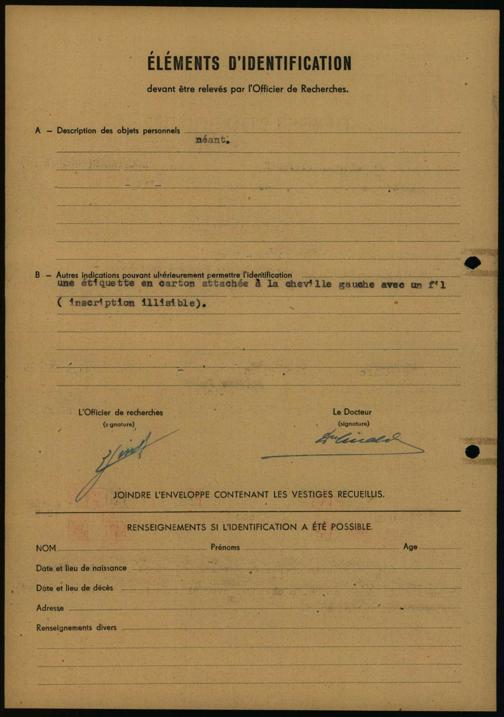 ÉLÉMENTS D'IDENTIFICATION
devant être relevés par l'Officier de Recherches.
A – Description des objets personnels
néant.
B – Autres indications pouvant ultérieurement permettre l'identification
une étiquette en carton attachée à la cheville gauche avec un fil
( inscription illisible).
L'Officier de recherches
(signature)
Le Docteur
(signature)
JOINDRE L'ENVELOPPE CONTENANT LES VESTIGES RECUEILLIS.
RENSEIGNEMENTS SI L'IDENTIFICATION A ÉTÉ POSSIBLE.
NOM Prénoms Age
Date et lieu de naissance
Date et lieu de décès
Adresse
Renseignements divers